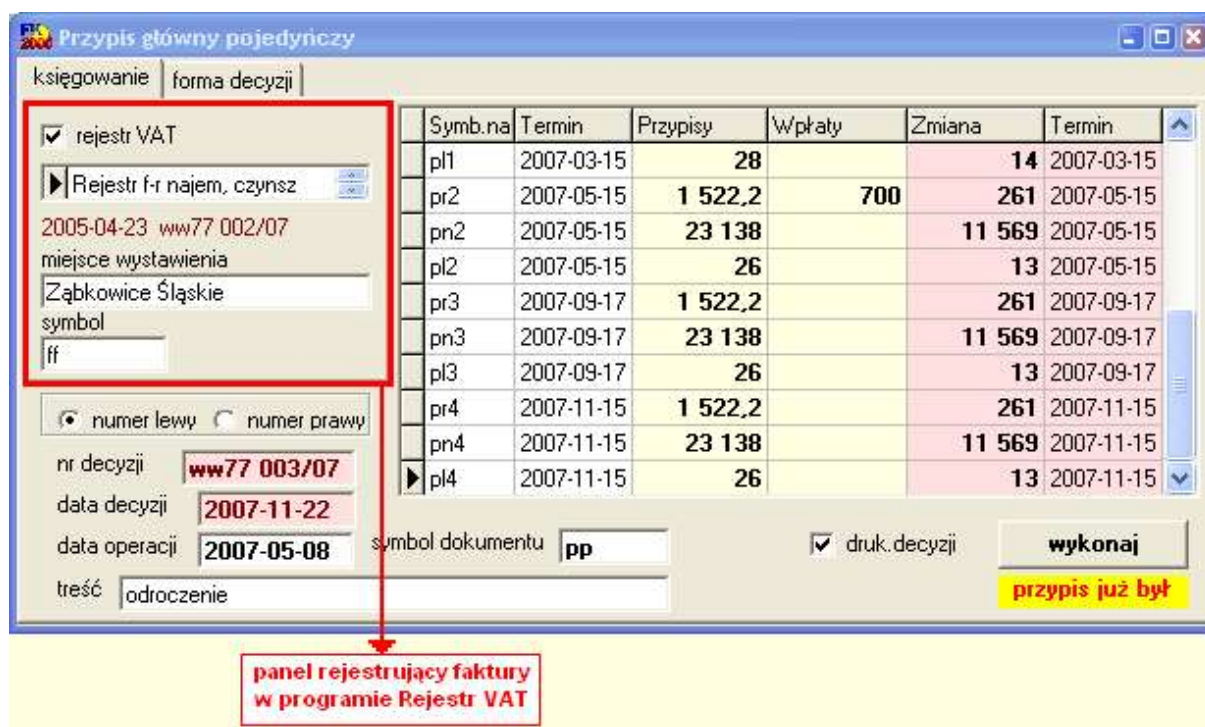 Przypis główny pojedyńczy
księgowanie forma decyzji
rejestr VAT
Rejestr f-r najem, czynsz
2005-04-23 ww77 002/07
miejsce wystawienia
Ząbkowice Śląskie
symbol
ff
numer lewy numer prawy
nr decyzji ww77 003/07
data decyzji 2007-11-22
data operacji 2007-05-08
symbol dokumentu pp
treść odroczenie
Symb.na Termin Przypisy Wpłaty Zmiana Termin
pl1 2007-03-15 28 14 2007-03-15
pr2 2007-05-15 1 522,2 700 261 2007-05-15
pn2 2007-05-15 23 138 11 569 2007-05-15
pl2 2007-05-15 26 13 2007-05-15
pr3 2007-09-17 1 522,2 261 2007-09-17
pn3 2007-09-17 23 138 11 569 2007-09-17
pl3 2007-09-17 26 13 2007-09-17
pr4 2007-11-15 1 522,2 261 2007-11-15
pn4 2007-11-15 23 138 11 569 2007-11-15
pl4 2007-11-15 26 13 2007-11-15
druk.decyzji wykonaj
przypis już był
panel rejestrujący faktury
w programie Rejestr VAT